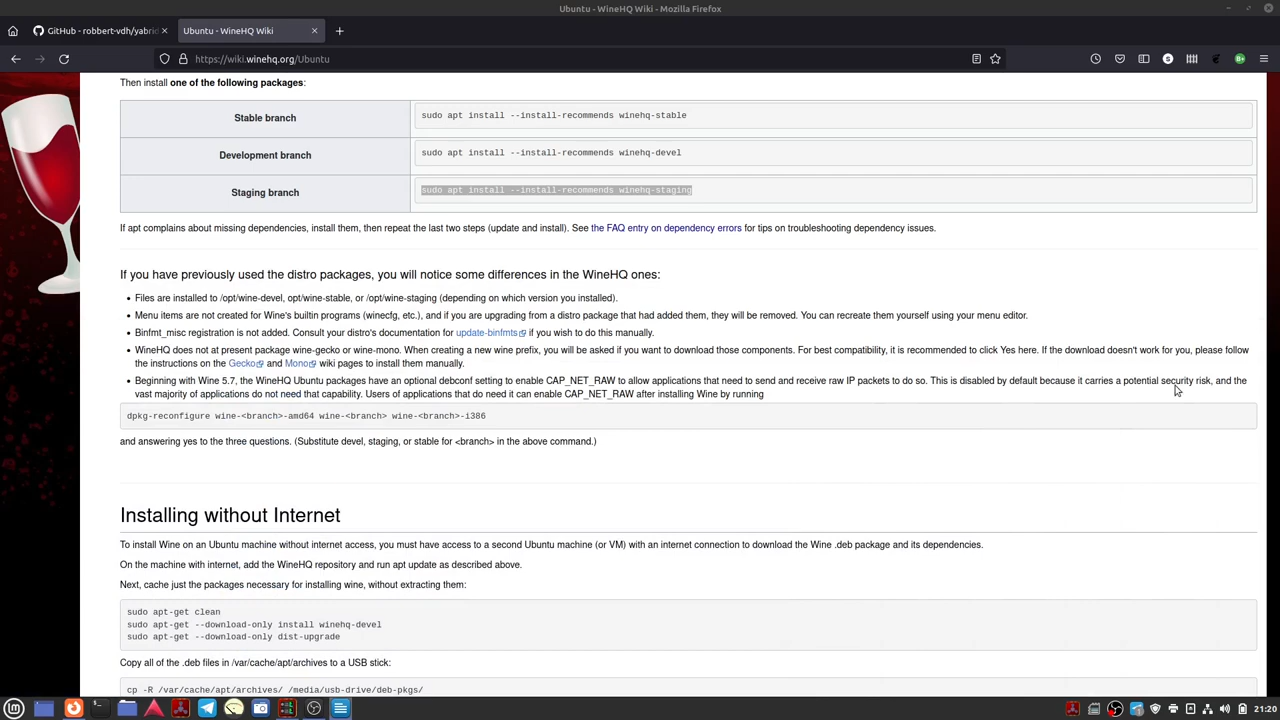 Ubuntu - WineHQ Wiki - Mozilla Firefox
GitHub - robbert-vdh/yabrid
Ubuntu - WineHQ Wiki
https://wiki.winehq.org/Ubuntu
Then install one of the following packages:
Stable branch
sudo apt install --install-recommends winehq-stable
Development branch
sudo apt install --install-recommends winehq-devel
Staging branch
sudo apt install --install-recommends winehq-staging
If apt complains about missing dependencies, install them, then repeat the last two steps (update and install). See the FAQ entry on dependency errors for tips on troubleshooting dependency issues.
If you have previously used the distro packages, you will notice some differences in the WineHQ ones:
• Files are installed to /opt/wine-devel, opt/wine-stable, or /opt/wine-staging (depending on which version you installed).
• Menu items are not created for Wine's builtin programs (winecfg, etc.), and if you are upgrading from a distro package that had added them, they will be removed. You can recreate them yourself using your menu editor.
• Binfmt_misc registration is not added. Consult your distro's documentation for update-binfmts if you wish to do this manually.
• WineHQ does not at present package wine-gecko or wine-mono. When creating a new wine prefix, you will be asked if you want to download those components. For best compatibility, it is recommended to click Yes here. If the download doesn't work for you, please follow
the instructions on the Gecko and Mono wiki pages to install them manually.
• Beginning with Wine 5.7, the WineHQ Ubuntu packages have an optional debconf setting to enable CAP_NET_RAW to allow applications that need to send and receive raw IP packets to do so. This is disabled by default because it carries a potential security risk, and the
vast majority of applications do not need that capability. Users of applications that do need it can enable CAP_NET_RAW after installing Wine by running
dpkg-reconfigure wine-<branch>-amd64 wine-<branch> wine-<branch>-i386
and answering yes to the three questions. (Substitute devel, staging, or stable for <branch> in the above command.)
Installing without Internet
To install Wine on an Ubuntu machine without internet access, you must have access to a second Ubuntu machine (or VM) with an internet connection to download the Wine .deb package and its dependencies.
On the machine with internet, add the WineHQ repository and run apt update as described above.
Next, cache just the packages necessary for installing wine, without extracting them:
sudo apt-get clean
sudo apt-get --download-only install winehq-devel
sudo apt-get --download-only dist-upgrade
Copy all of the .deb files in /var/cache/apt/archives to a USB stick:
cp -R /var/cache/apt/archives/ /media/usb-drive/deb-pkgs/
21:20